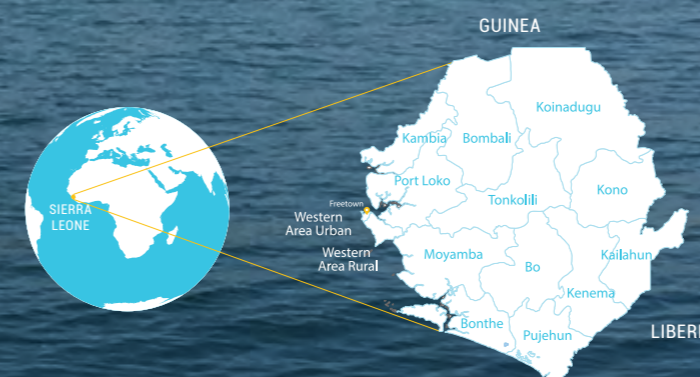 GUINEA
Koinadugu
Kambia
Bombali
Port Loko
Kono
Tonkolili
Freetown
SIERRA
LEONE
Western
Area Urban
Western
Area Rural
Moyamba
Bo
Kailahun
Kenema
Bonthe
Pujehun
LIBERI